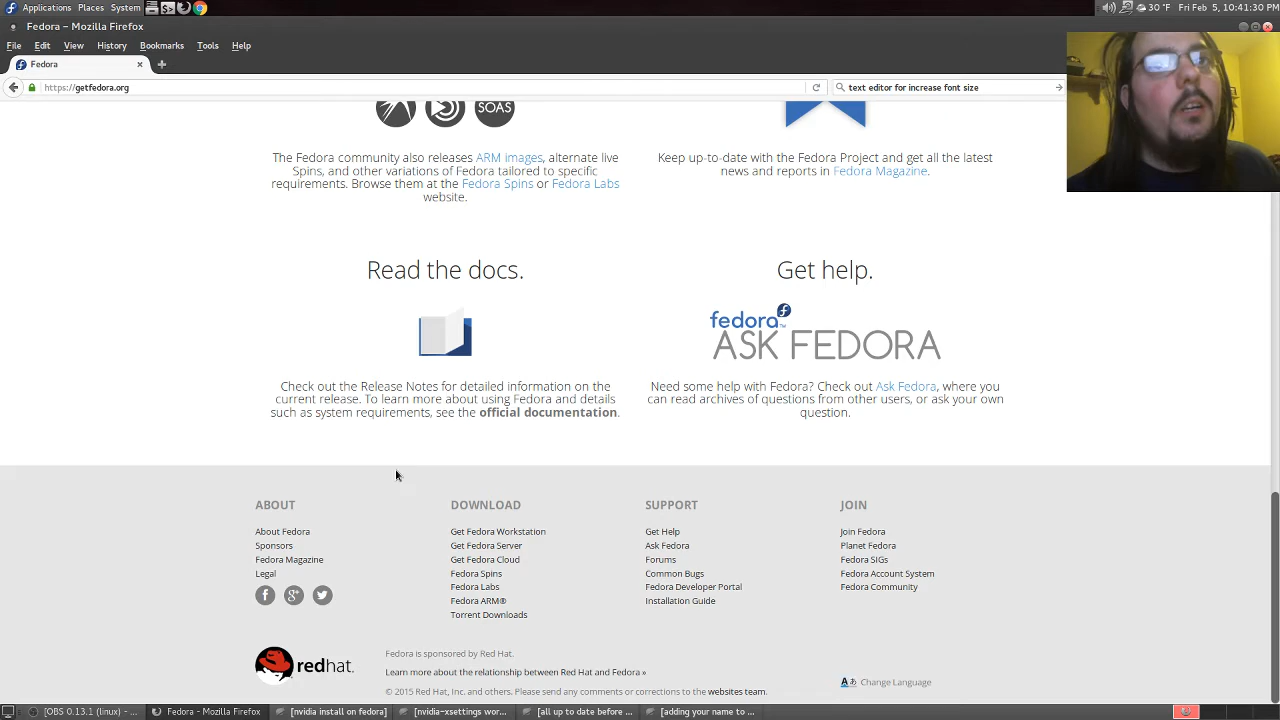 Applications Places System
30 °F Fri Feb 5, 10:41:30 PM
Fedora – Mozilla Firefox
File Edit View History Bookmarks Tools Help
Fedora
https://getfedora.org
text editor for increase font size
SOAS
The Fedora community also releases ARM images, alternate live
Spins, and other variations of Fedora tailored to specific
requirements. Browse them at the Fedora Spins or Fedora Labs
website.
Keep up-to-date with the Fedora Project and get all the latest
news and reports in Fedora Magazine.
Read the docs.
Check out the Release Notes for detailed information on the
current release. To learn more about using Fedora and details
such as system requirements, see the official documentation.
Get help.
fedora™
ASK FEDORA
Need some help with Fedora? Check out Ask Fedora, where you
can read archives of questions from other users, or ask your own
question.
ABOUT
About Fedora
Sponsors
Fedora Magazine
Legal
DOWNLOAD
Get Fedora Workstation
Get Fedora Server
Get Fedora Cloud
Fedora Spins
Fedora Labs
Fedora ARM®
Torrent Downloads
SUPPORT
Get Help
Ask Fedora
Forums
Common Bugs
Fedora Developer Portal
Installation Guide
JOIN
Join Fedora
Planet Fedora
Fedora SIGs
Fedora Account System
Fedora Community
redhat.
Fedora is sponsored by Red Hat.
Learn more about the relationship between Red Hat and Fedora »
© 2015 Red Hat, Inc. and others. Please send any comments or corrections to the websites team.
Change Language
[OBS 0.13.1 (linux) - ... Fedora - Mozilla Firefox [nvidia install on fedora] [nvidia-xsettings wor... [all up to date before ... [adding your name to ...